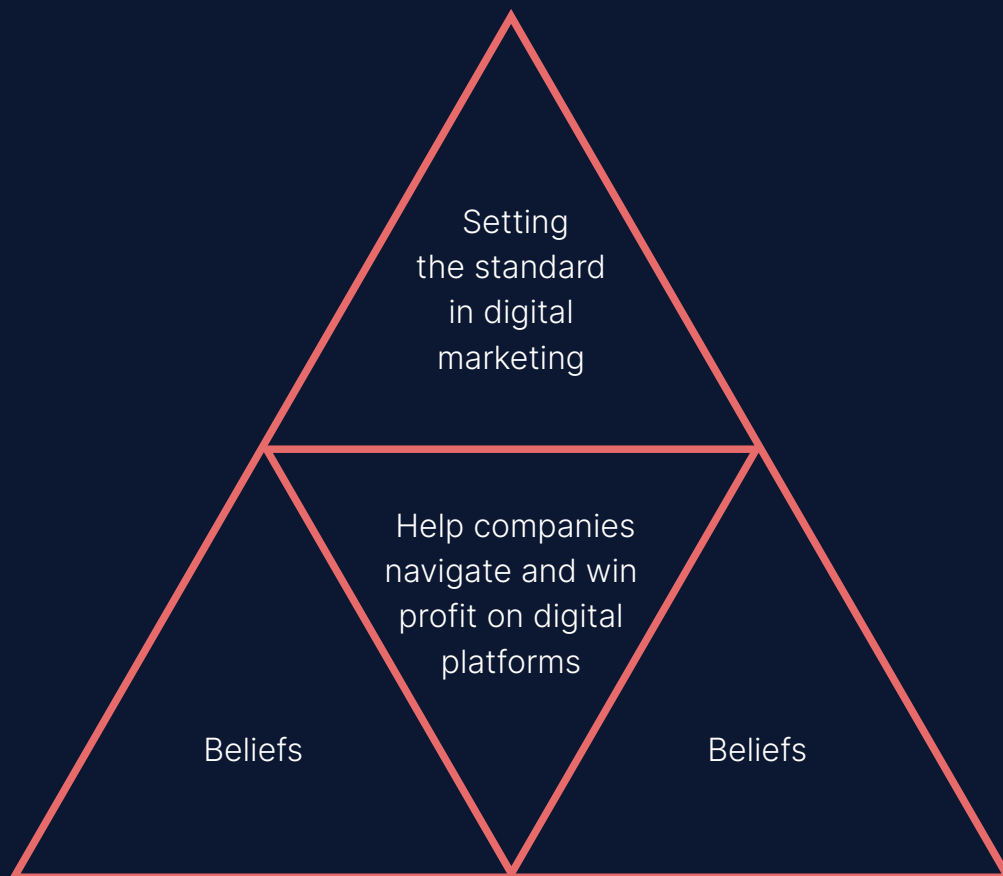 Setting
the standard
in digital
marketing
Help companies
navigate and win
profit on digital
platforms
Beliefs
Beliefs